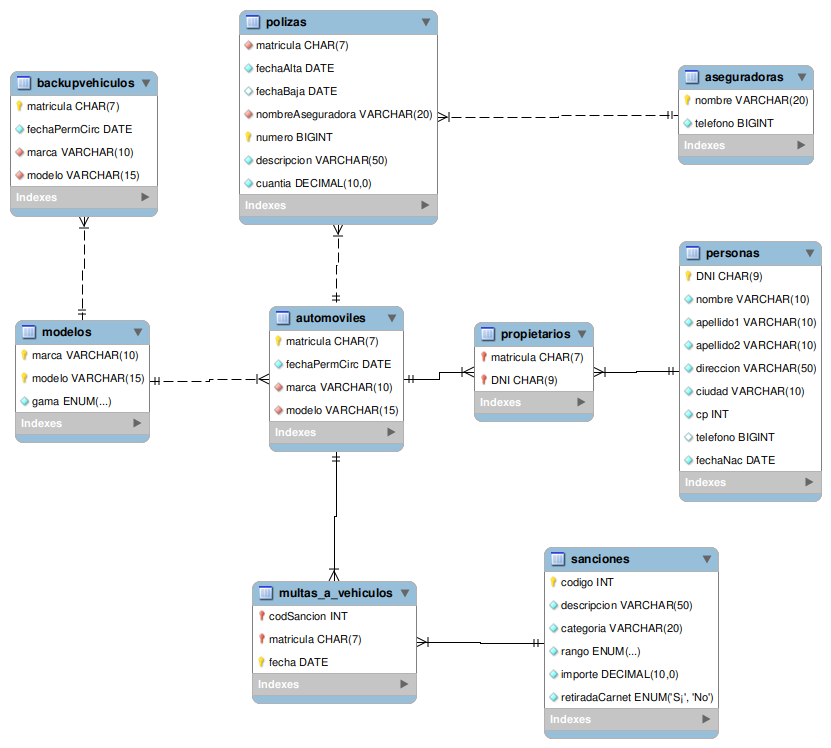 polizas
matricula CHAR(7)
fechaAlta DATE
fechaBaja DATE
nombreAseguradora VARCHAR(20)
numero BIGINT
descripcion VARCHAR(50)
cuantia DECIMAL(10,0)
Indexes
backupvehiculos
matricula CHAR(7)
fechaPermCirc DATE
marca VARCHAR(10)
modelo VARCHAR(15)
Indexes
aseguradoras
nombre VARCHAR(20)
telefono BIGINT
Indexes
personas
DNI CHAR(9)
nombre VARCHAR(10)
apellido1 VARCHAR(10)
apellido2 VARCHAR(10)
direccion VARCHAR(50)
ciudad VARCHAR(10)
cp INT
telefono BIGINT
fechaNac DATE
Indexes
modelos
marca VARCHAR(10)
modelo VARCHAR(15)
gama ENUM(...)
Indexes
automoviles
matricula CHAR(7)
fechaPermCirc DATE
marca VARCHAR(10)
modelo VARCHAR(15)
Indexes
propietarios
matricula CHAR(7)
DNI CHAR(9)
Indexes
multas_a_vehiculos
codSancion INT
matricula CHAR(7)
fecha DATE
Indexes
sanciones
codigo INT
descripcion VARCHAR(50)
categoria VARCHAR(20)
rango ENUM(...)
importe DECIMAL(10,0)
retiradaCarnet ENUM('S¡', 'No')
Indexes